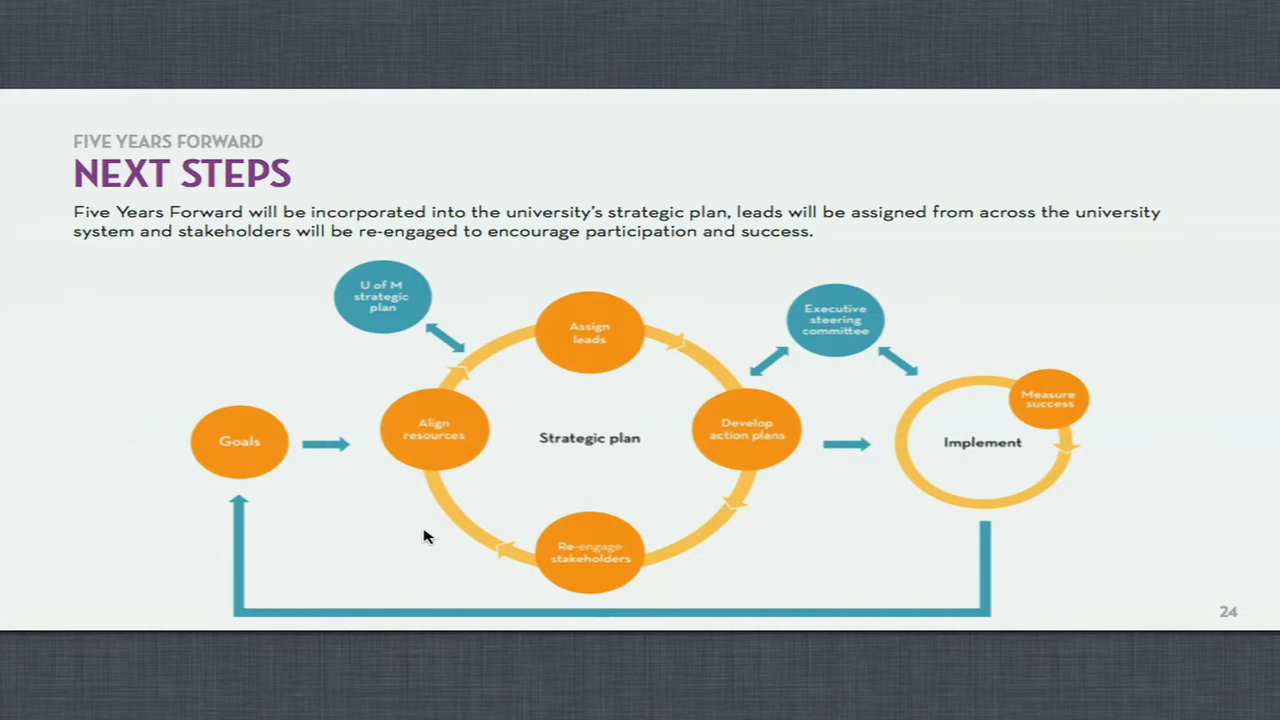 FIVE YEARS FORWARD
NEXT STEPS
Five Years Forward will be incorporated into the university's strategic plan, leads will be assigned from across the university
system and stakeholders will be re-engaged to encourage participation and success.
U of M
strategic
plan
Assign
leads
Executive
steering
committee
Measure
success
Goals
Align
resources
Strategic plan
Develop
action plans
Implement
Re-engage
stakeholders
24